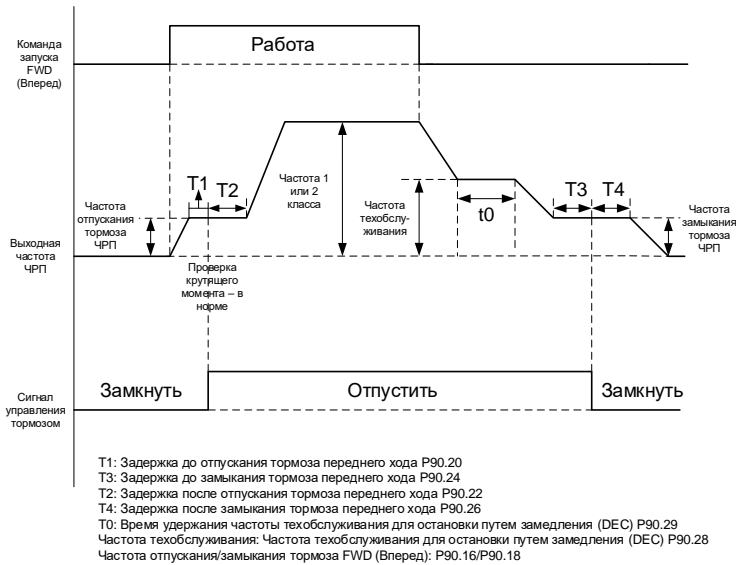 Команда
запуска
FWD
(Вперед)
Работа
T1
T2
Частота
отпускания
тормоза
ЧРП
Частота 1
или 2
класса
Частота
техобслу-
живания
t0
T3
T4
Частота
замыкания
тормоза
ЧРП
Выходная
частота
ЧРП
Проверка
крутящего
момента – в
норме
Сигнал
управления
тормозом
Замкнуть
Отпустить
Замкнуть
T1: Задержка до отпускания тормоза переднего хода P90.20
T3: Задержка до замыкания тормоза переднего хода P90.24
T2: Задержка после отпускания тормоза переднего хода P90.22
T4: Задержка после замыкания тормоза переднего хода P90.26
T0: Время удержания частоты техобслуживания для остановки путем замедления (DEC) P90.29
Частота техобслуживания: Частота техобслуживания для остановки путем замедления (DEC) P90.28
Частота отпускания/замыкания тормоза FWD (Вперед): P90.16/P90.18